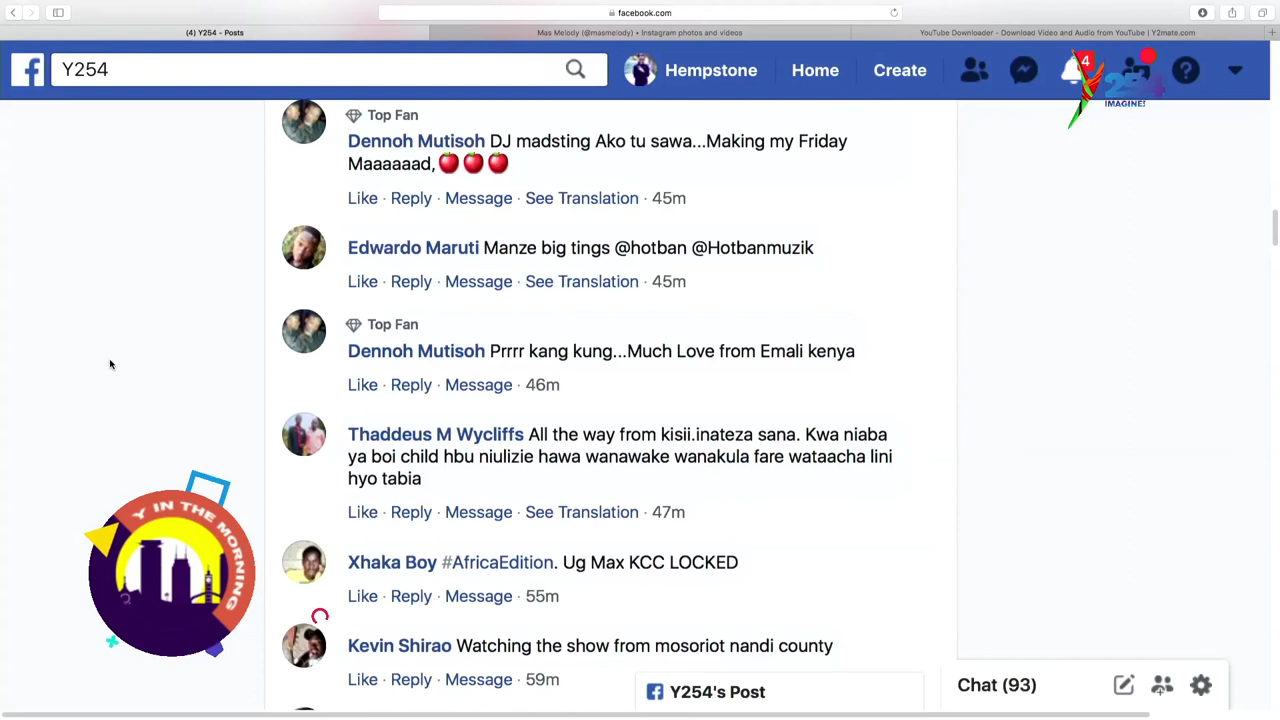 facebook.com
(4) Y254 - Posts
Mas Melody (@masmelody) • Instagram photos and videos
YouTube Downloader - Download Video and Audio from YouTube | Y2mate.com
Y254
Hempstone
Home
Create
4
254
IMAGINE!
Top Fan
Dennoh Mutisoh DJ madsting Ako tu sawa...Making my Friday
Maaaaaad,🍎🍎🍎
Like · Reply · Message · See Translation · 45m
Edwardo Maruti Manze big tings @hotban @Hotbanmuzik
Like · Reply · Message · See Translation · 45m
Top Fan
Dennoh Mutisoh Prrrr kang kung...Much Love from Emali kenya
Like · Reply · Message · 46m
Thaddeus M Wycliffs All the way from kisii.inateza sana. Kwa niaba
ya boi child hbu niulizie hawa wanawake wanakula fare wataacha lini
hyo tabia
Like · Reply · Message · See Translation · 47m
Xhaka Boy #AfricaEdition. Ug Max KCC LOCKED
Like · Reply · Message · 55m
Kevin Shirao Watching the show from mosoriot nandi county
Like · Reply · Message · 59m
Y IN THE MORNING
Y254's Post
Chat (93)